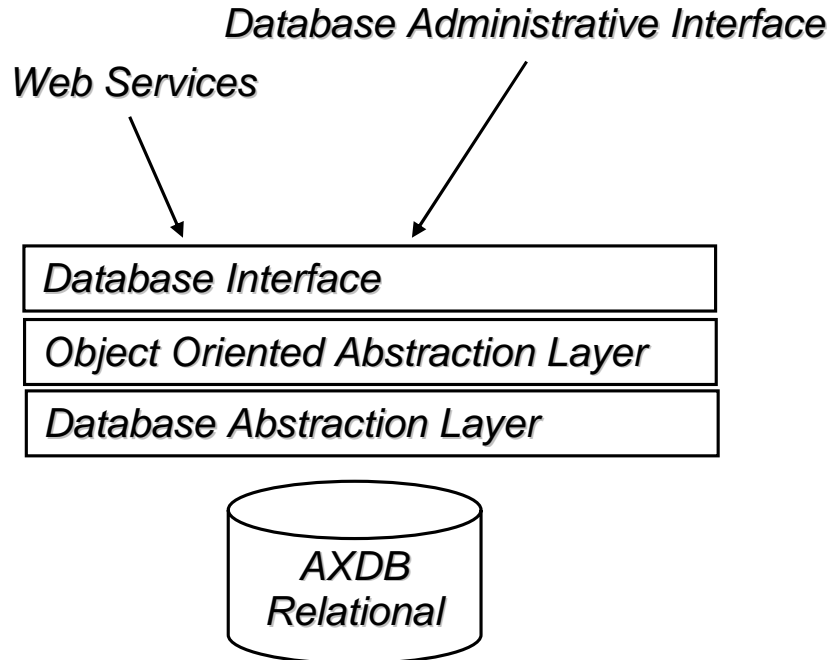 Database Administrative Interface
Web Services
Database Interface
Object Oriented Abstraction Layer
Database Abstraction Layer
AXDB
Relational